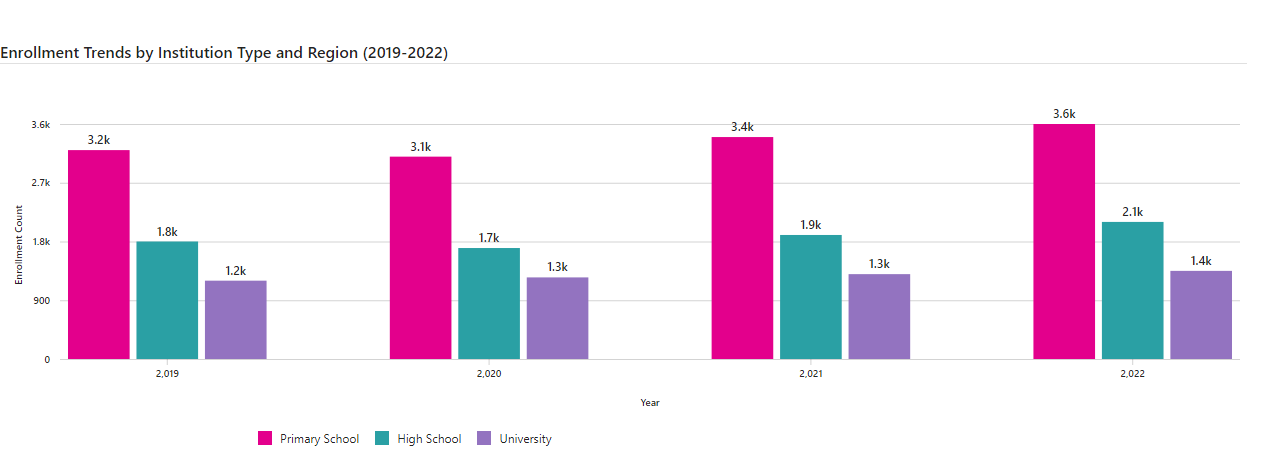 Enrollment Trends by Institution Type and Region (2019-2022)
3.6k
2.7k
1.8k
900
0
Enrollment Count
3.2k
1.8k
1.2k
3.1k
1.7k
1.3k
3.4k
1.9k
1.3k
3.6k
2.1k
1.4k
2,019
2,020
2,021
2,022
Year
Primary School
High School
University